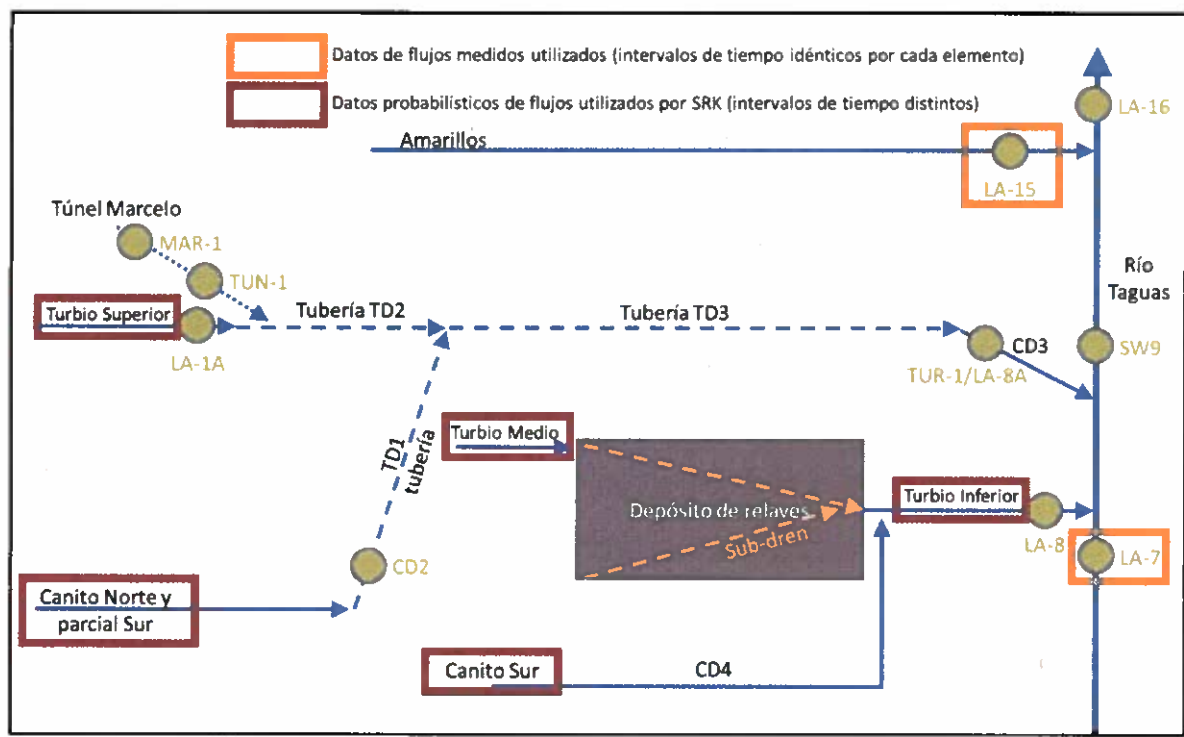 Datos de flujos medidos utilizados (intervalos de tiempo idénticos por cada elemento)
Datos probabilísticos de flujos utilizados por SRK (intervalos de tiempo distintos)
LA-16
Amarillos
LA-15
Túnel Marcelo
MAR-1
TUN-1
Río
Taguas
Turbio Superior
Tubería TD2
Tubería TD3
LA-1A
CD3
TUR-1/LA-8A
SW9
TD1
tubería
Turbio Medio
Depósito de relaves
Sub-dren
Turbio Inferior
LA-8
LA-7
CD2
Canito Norte y
parcial Sur
Canito Sur
CD4